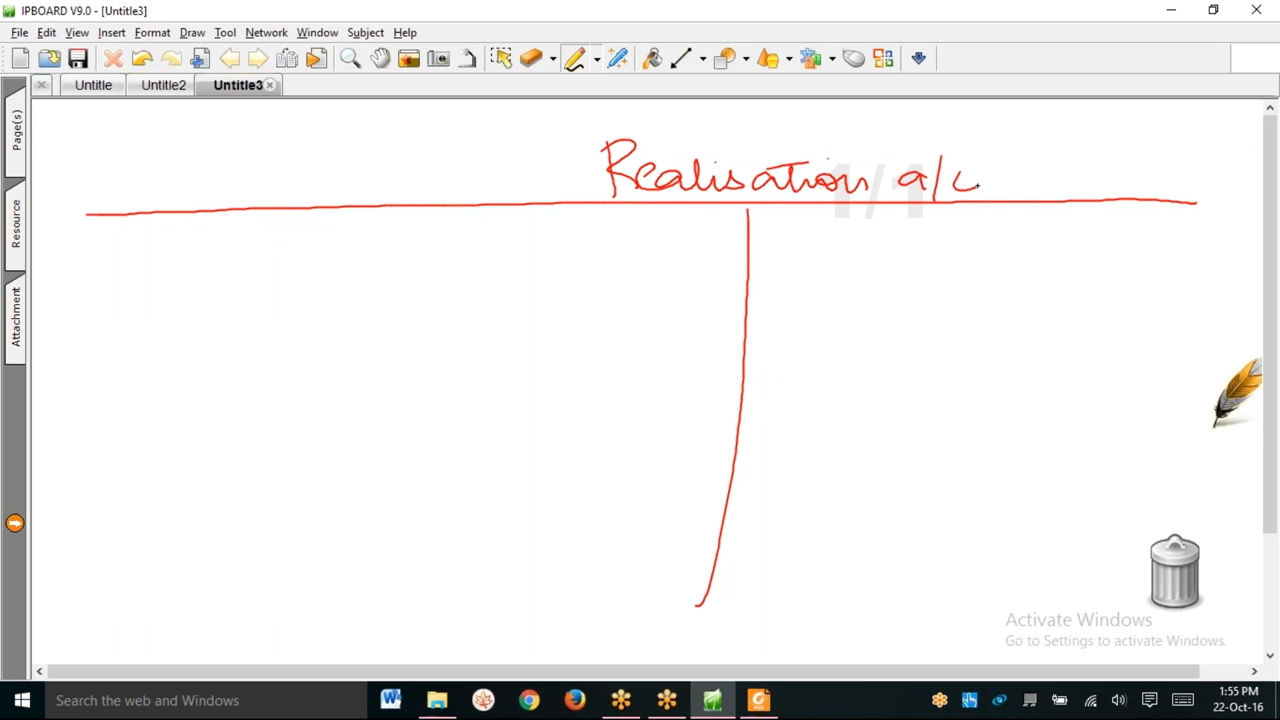 IPBOARD V9.0 - [Untitle3]
File Edit View Insert Format Draw Tool Network Window Subject Help
Untitle Untitle2 Untitle3
Page(s)
Resource
Attachment
Realisation a/c
1/1
Activate Windows
Go to Settings to activate Windows.
Search the web and Windows
1:55 PM
22-Oct-16